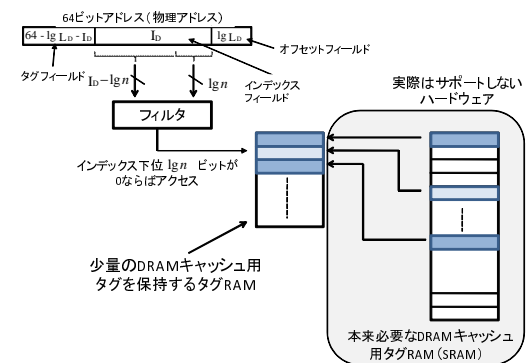 64ビットアドレス(物理アドレス)
64 - lg LD - ID
ID
lg LD
オフセットフィールド
タグフィールド
ID-lgn
lgn
インデックス
フィールド
フィルタ
実際はサポートしない
ハードウェア
インデックス下位 lgn ビットが
0ならばアクセス
少量のDRAMキャッシュ用
タグを保持するタグRAM
本来必要なDRAMキャッシュ
用タグRAM(SRAM)